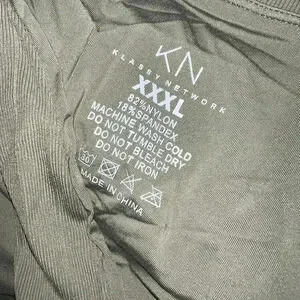 KN
KLASSY NETWORK
XXXL
82%NYLON
18%SPANDEX
MACHINE WASH COLD
DO NOT TUMBLE DRY
DO NOT BLEACH
DO NOT IRON
30
MADE IN CHINA